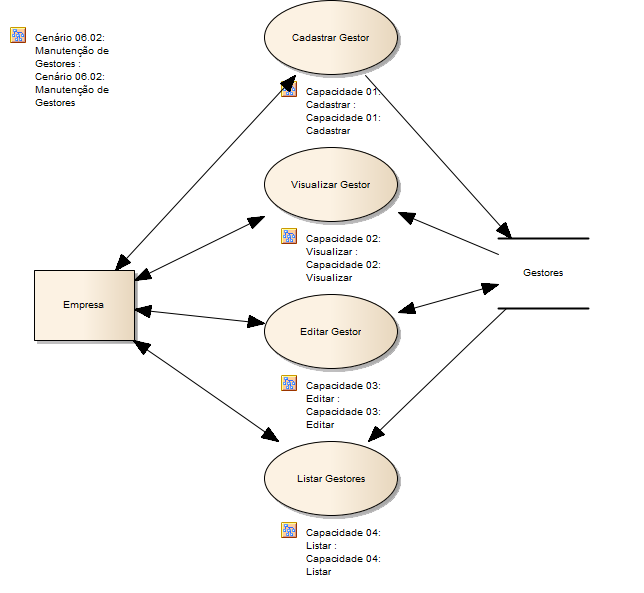 Cenário 06.02:
Manutenção de
Gestores :
Cenário 06.02:
Manutenção de
Gestores
Cadastrar Gestor
Capacidade 01:
Cadastrar :
Capacidade 01:
Cadastrar
Visualizar Gestor
Capacidade 02:
Visualizar :
Capacidade 02:
Visualizar
Gestores
Empresa
Editar Gestor
Capacidade 03:
Editar :
Capacidade 03:
Editar
Listar Gestores
Capacidade 04:
Listar :
Capacidade 04:
Listar